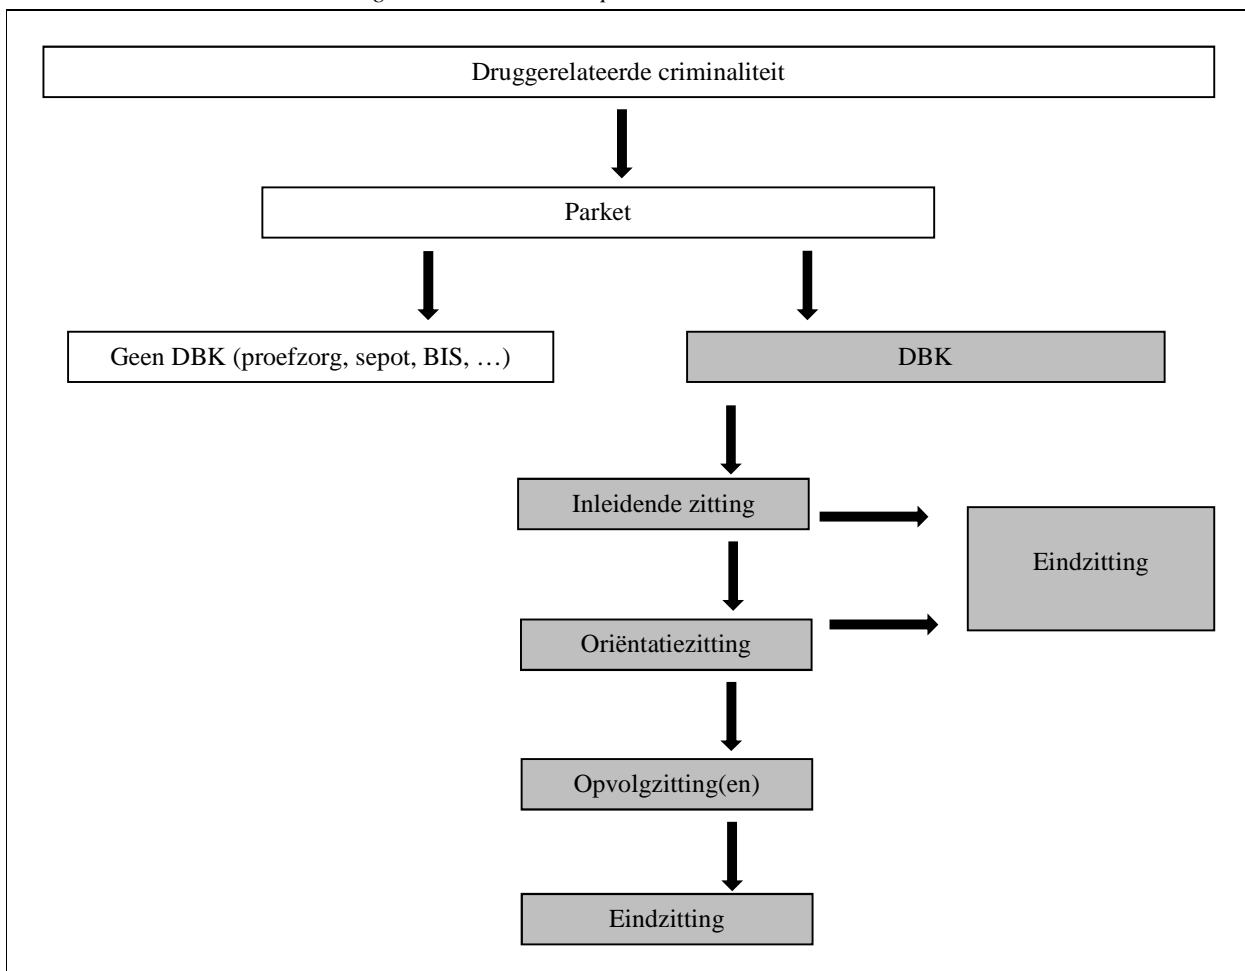 Druggerelateerde criminaliteit
Parket
Geen DBK (proefzorg, sepot, BIS, …)
DBK
Inleidende zitting
Eindzitting
Oriëntatiezitting
Opvolgzitting(en)
Eindzitting